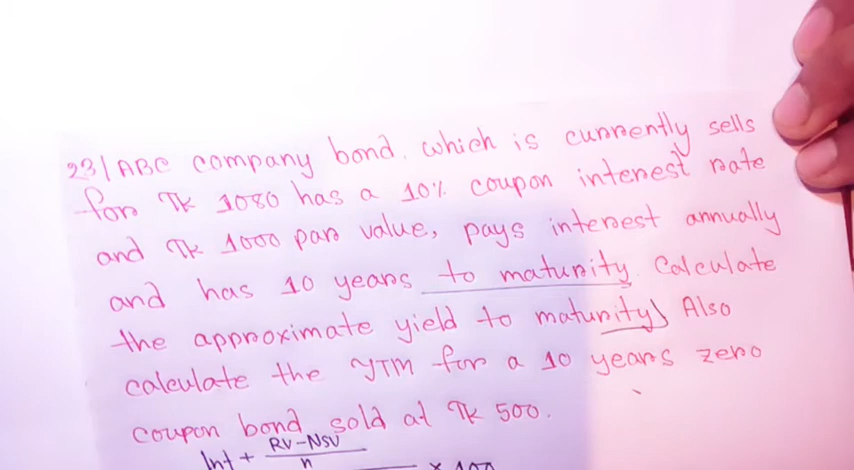 23| ABC company bond. which is currently sells
for Tk 1080 has a 10% coupon interest rate
and Tk 1000 par value, pays interest annually
and has 10 years to maturity. Calculate
the approximate yield to maturity) Also
calculate the YTM for a 10 years zero
coupon bond sold at Tk 500.
Int + RV-NSV
n
× 100